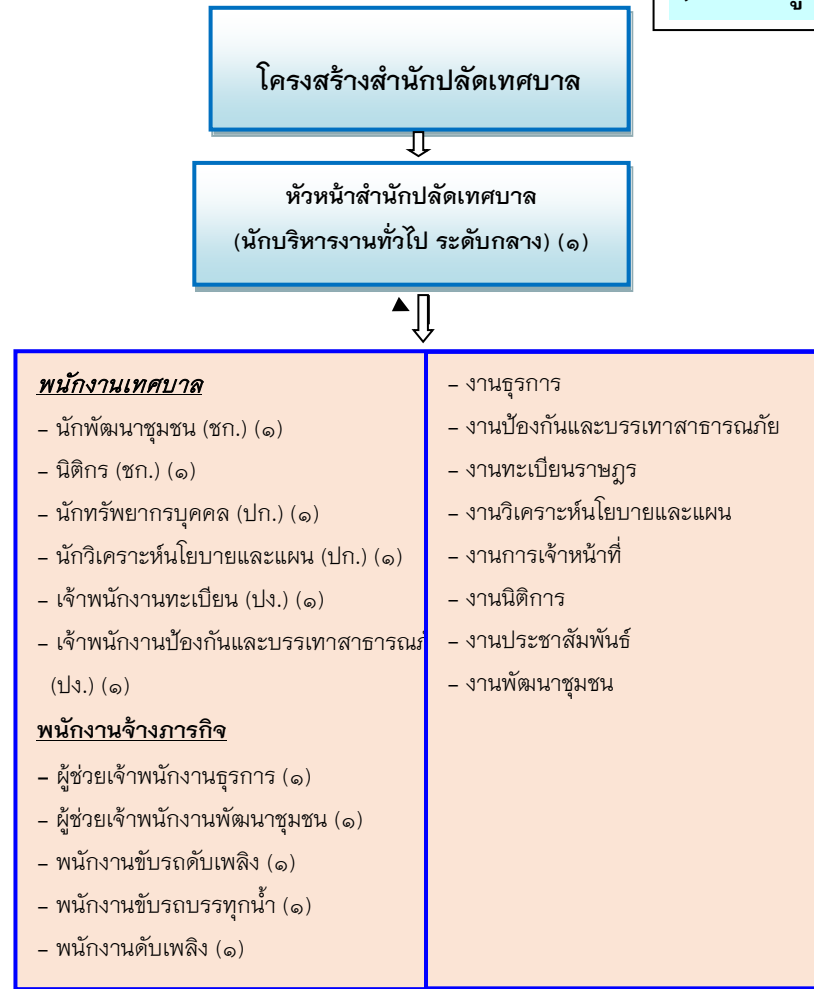 โครงสร้างสำนักปลัดเทศบาล
หัวหน้าสำนักปลัดเทศบาล
(นักบริหารงานทั่วไป ระดับกลาง) (๑)
พนักงานเทศบาล
– นักพัฒนาชุมชน (ชก.) (๑)
– นิติกร (ชก.) (๑)
– นักทรัพยากรบุคคล (ปก.) (๑)
– นักวิเคราะห์นโยบายและแผน (ปก.) (๑)
– เจ้าพนักงานทะเบียน (ปง.) (๑)
– เจ้าพนักงานป้องกันและบรรเทาสาธารณภั
(ปง.) (๑)
พนักงานจ้างภารกิจ
– ผู้ช่วยเจ้าพนักงานธุรการ (๑)
– ผู้ช่วยเจ้าพนักงานพัฒนาชุมชน (๑)
– พนักงานขับรถดับเพลิง (๑)
– พนักงานขับรถบรรทุกน้ำ (๑)
– พนักงานดับเพลิง (๑)
– งานธุรการ
– งานป้องกันและบรรเทาสาธารณภัย
– งานทะเบียนราษฎร
– งานวิเคราะห์นโยบายและแผน
– งานการเจ้าหน้าที่
– งานนิติการ
– งานประชาสัมพันธ์
– งานพัฒนาชุมชน